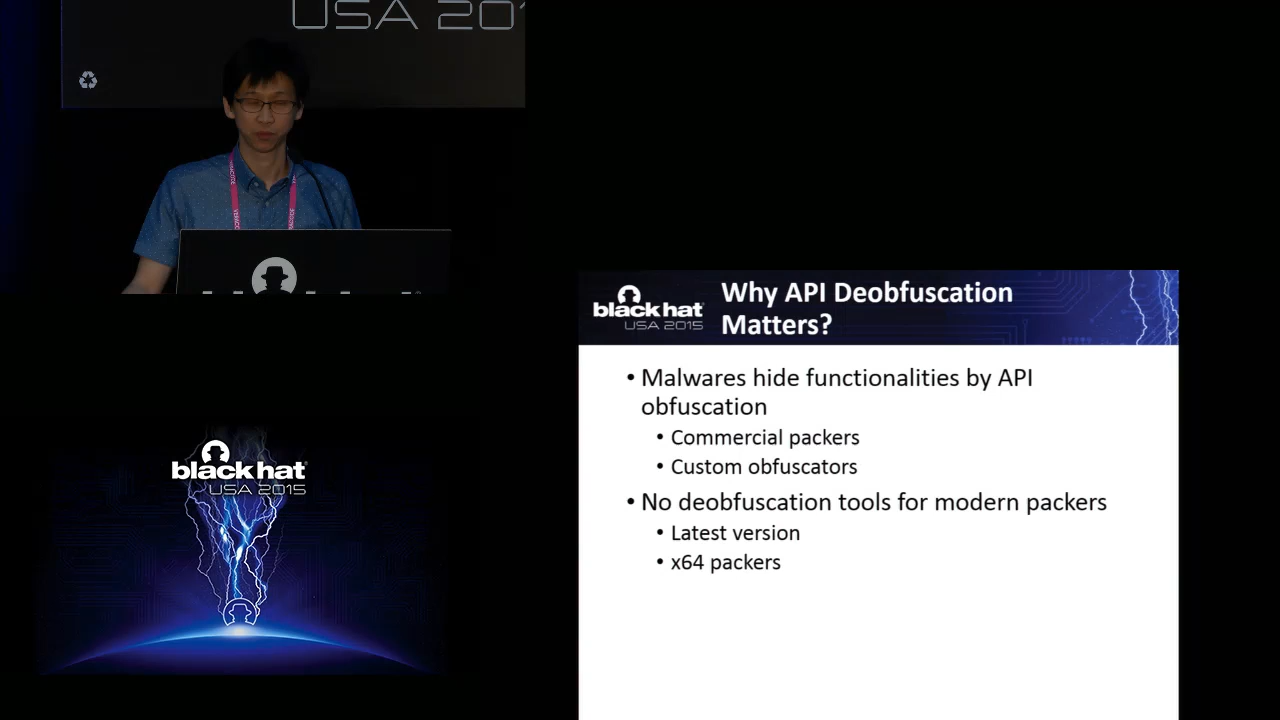 USA 201
black hat
USA 2015
Why API Deobfuscation
Matters?
• Malwares hide functionalities by API
obfuscation
• Commercial packers
• Custom obfuscators
• No deobfuscation tools for modern packers
• Latest version
• x64 packers
black hat
USA 2015